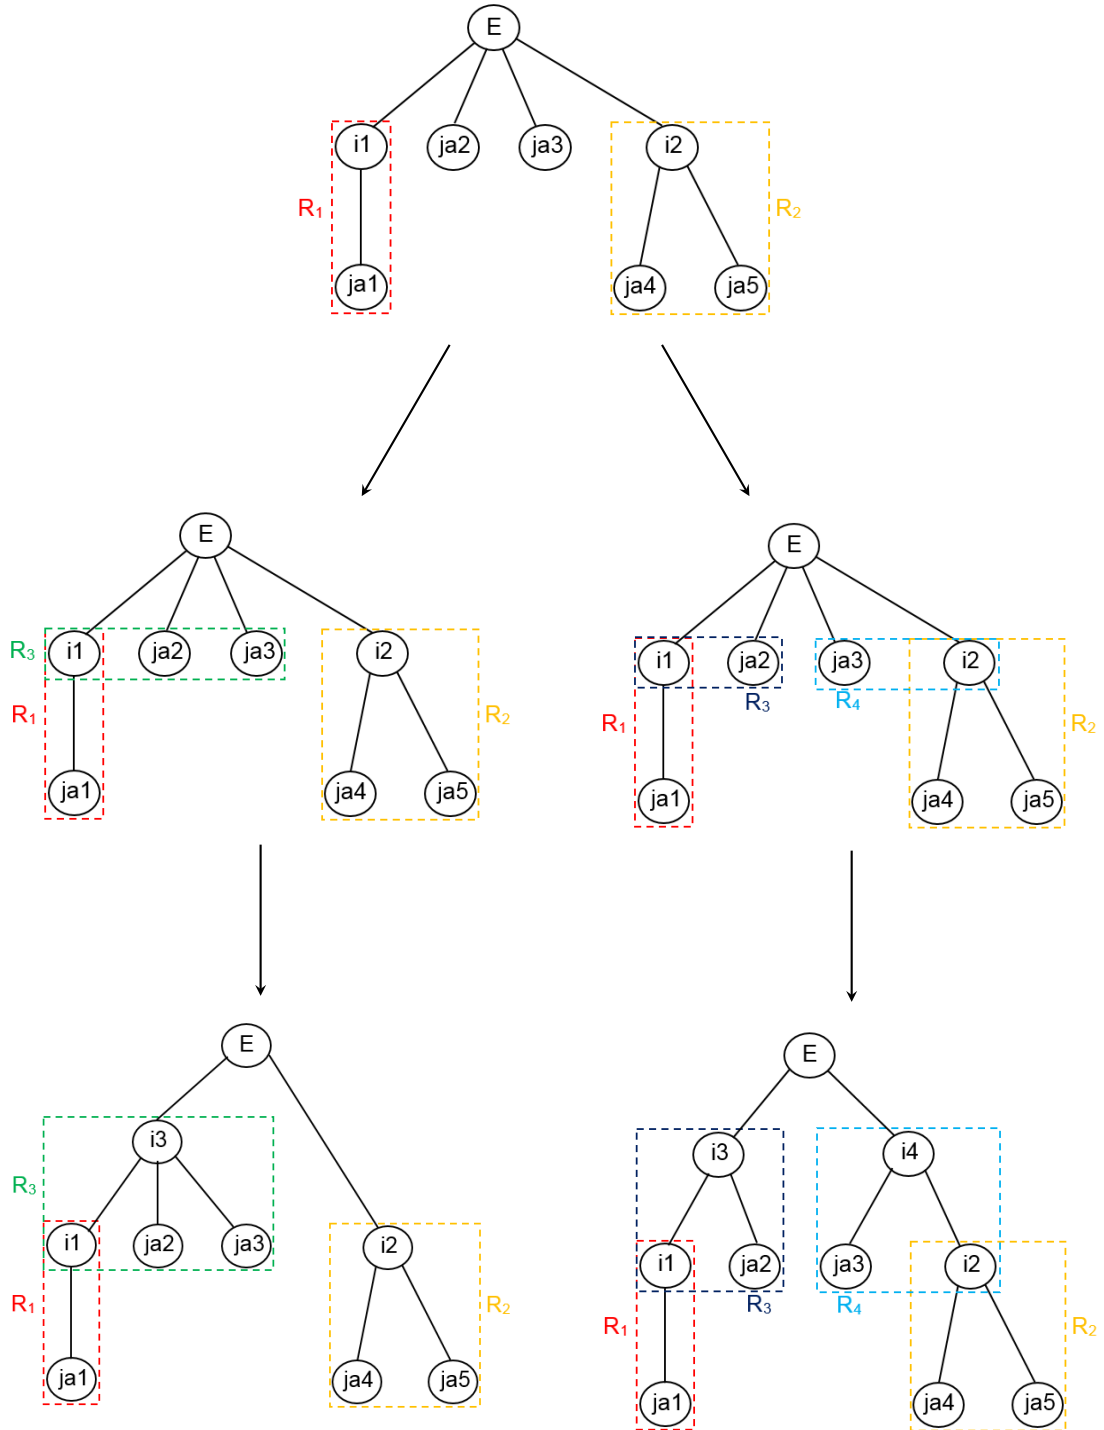 E
i1 ja2 ja3 i2
R₁ R₂
ja1 ja4 ja5
E
R₃ i1 ja2 ja3 i2
R₁ R₂
ja1 ja4 ja5
E
i1 ja2 ja3 i2
R₃ R₄
R₁ R₂
ja1 ja4 ja5
E
i3
R₃
i1 ja2 ja3 i2
R₁ R₂
ja1 ja4 ja5
E
i3 i4
i1 ja2 ja3 i2
R₃ R₄
R₁ R₂
ja1 ja4 ja5